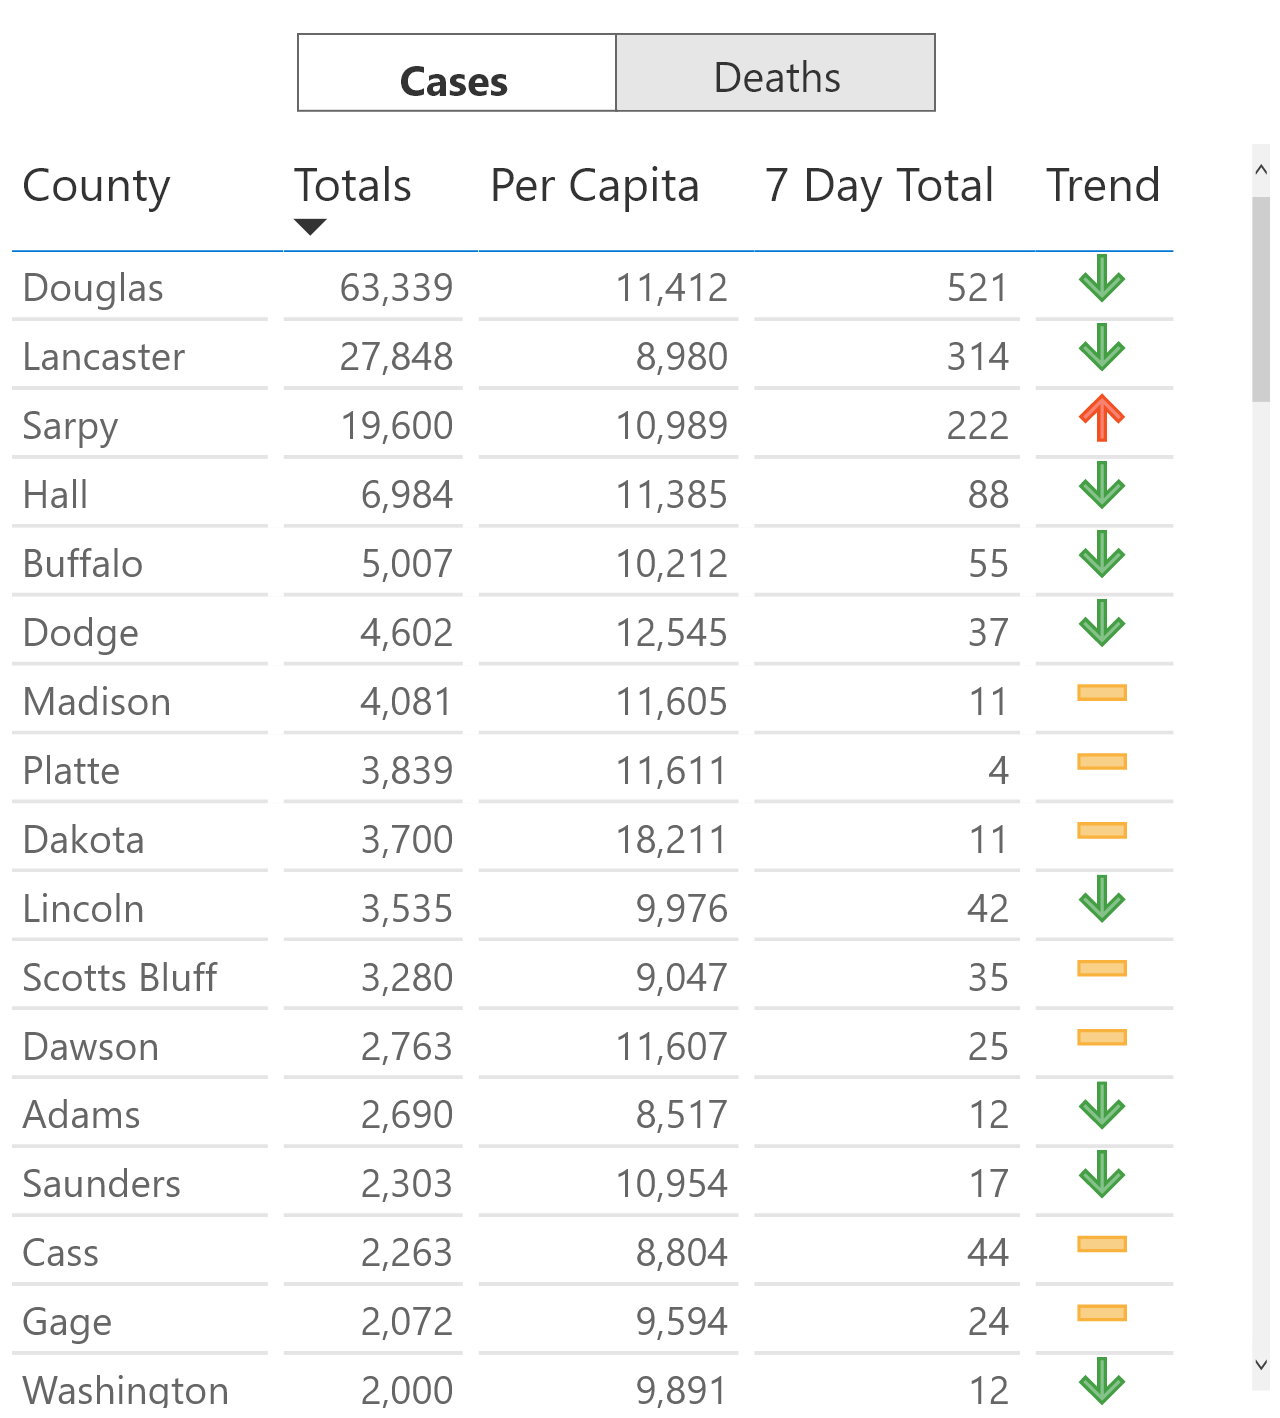 Cases Deaths
County Totals Per Capita 7 Day Total Trend
Douglas 63,339 11,412 521
Lancaster 27,848 8,980 314
Sarpy 19,600 10,989 222
Hall 6,984 11,385 88
Buffalo 5,007 10,212 55
Dodge 4,602 12,545 37
Madison 4,081 11,605 11
Platte 3,839 11,611 4
Dakota 3,700 18,211 11
Lincoln 3,535 9,976 42
Scotts Bluff 3,280 9,047 35
Dawson 2,763 11,607 25
Adams 2,690 8,517 12
Saunders 2,303 10,954 17
Cass 2,263 8,804 44
Gage 2,072 9,594 24
Washington 2,000 9,891 12